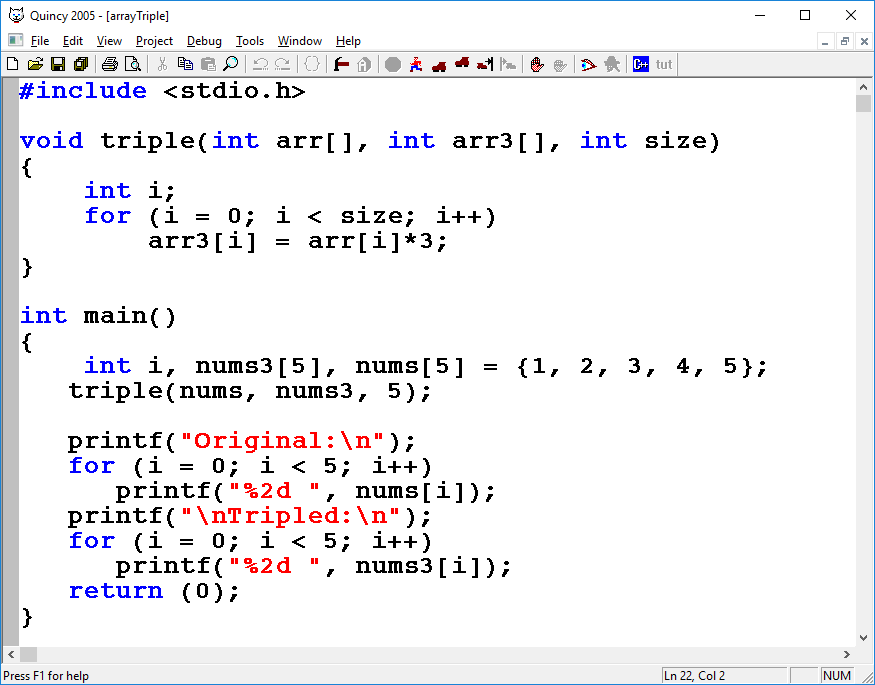 Quincy 2005 - [arrayTriple]
File Edit View Project Debug Tools Window Help
C++ tut
#include <stdio.h>
void triple(int arr[], int arr3[], int size)
{
    int i;
    for (i = 0; i < size; i++)
        arr3[i] = arr[i]*3;
}
int main()
{
    int i, nums3[5], nums[5] = {1, 2, 3, 4, 5};
   triple(nums, nums3, 5);
   printf("Original:\n");
   for (i = 0; i < 5; i++)
      printf("%2d ", nums[i]);
   printf("\nTripled:\n");
   for (i = 0; i < 5; i++)
      printf("%2d ", nums3[i]);
   return (0);
}
Press F1 for help
Ln 22, Col 2
NUM